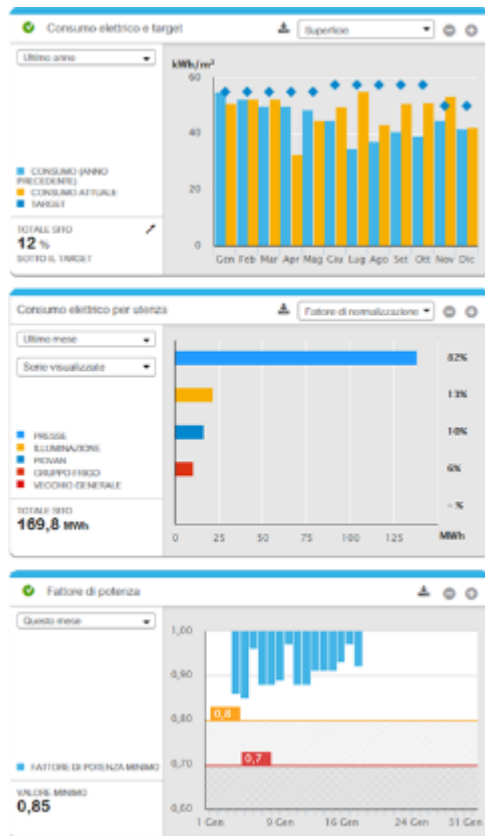 Consumo elettrico e target
Superficie
Ultimo anno
kWh/m²
60
40
20
0
Gen Feb Mar Apr Mag Giu Lug Ago Set Ott Nov Dic
CONSUMO (ANNO
PRECEDENTE)
CONSUMO ATTUALE
TARGET
TOTALE SITO
12 %
SOTTO IL TARGET
Consumo elettrico per utenza
Fattore di normalizzazione
Ultimo mese
Serie visualizzate
82%
13%
10%
6%
- %
PRESSE
ILLUMINAZIONE
PIOVAN
GRUPPO FRIGO
VECCHIO GENERALE
TOTALE SITO
169,8 MWh
0 25 50 75 100 125 MWh
Fattore di potenza
Questo mese
1,00
0,90
0,80
0,70
0,60
0,8
0,7
FATTORE DI POTENZA MINIMO
VALORE MINIMO
0,85
1 Gen 9 Gen 16 Gen 24 Gen 31 Gen